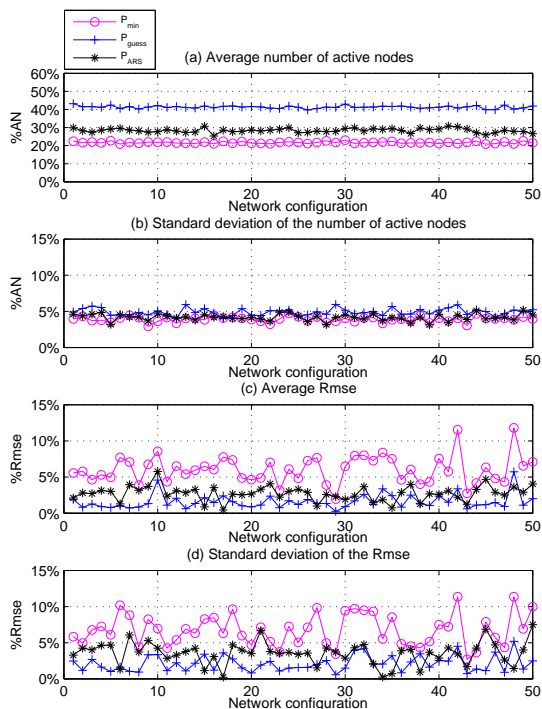 P_min
P_guess
P_ARS
(a) Average number of active nodes
60%
50%
40%
30%
20%
10%
0%
%AN
0 10 20 30 40 50
Network configuration
(b) Standard deviation of the number of active nodes
15%
10%
5%
0%
%AN
0 10 20 30 40 50
Network configuration
(c) Average Rmse
15%
10%
5%
0%
%Rmse
0 10 20 30 40 50
Network configuration
(d) Standard deviation of the Rmse
15%
10%
5%
0%
%Rmse
0 10 20 30 40 50
Network configuration